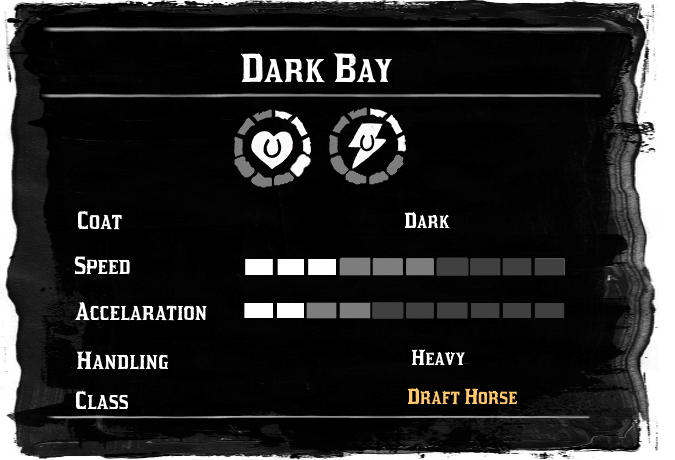 Dark Bay
Coat Dark
Speed
Accelaration
Handling Heavy
Class Draft Horse